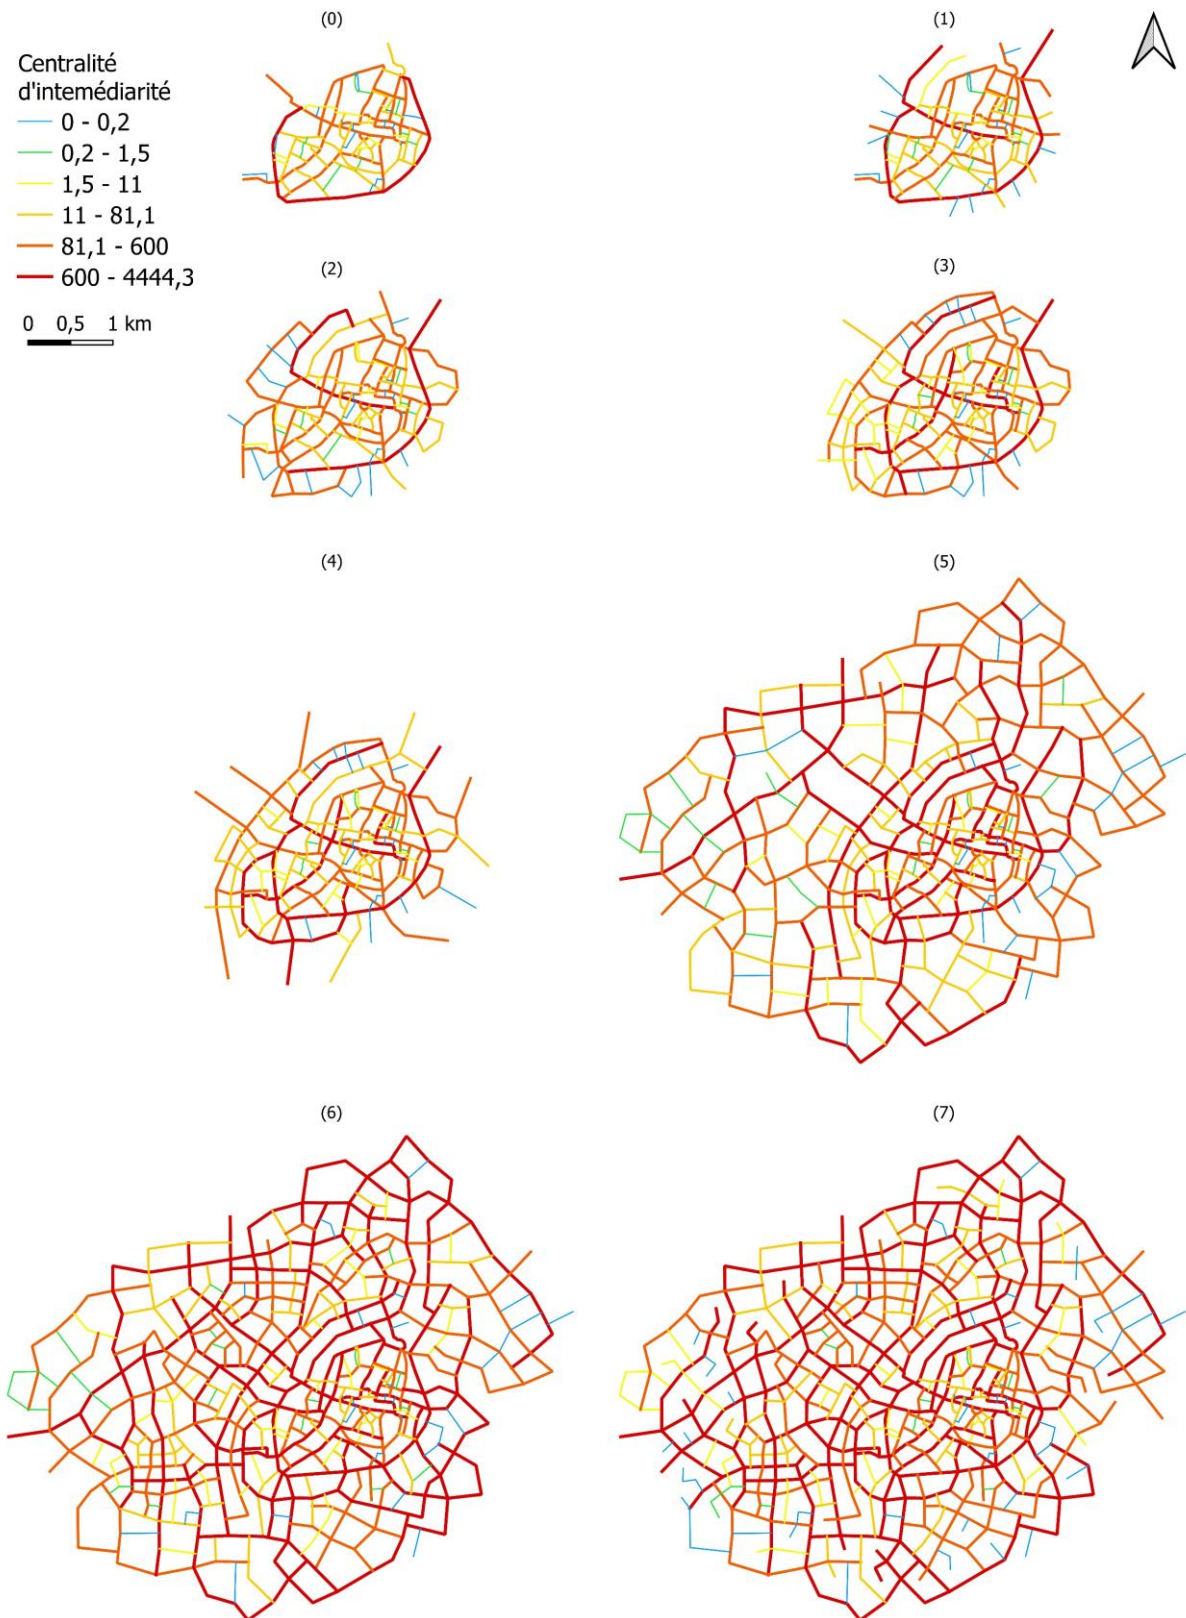 (0)
(1)
Centralité
d'intemédiarité
0 - 0,2
0,2 - 1,5
1,5 - 11
11 - 81,1
81,1 - 600
600 - 4444,3
0 0,5 1 km
(2)
(3)
(4)
(5)
(6)
(7)